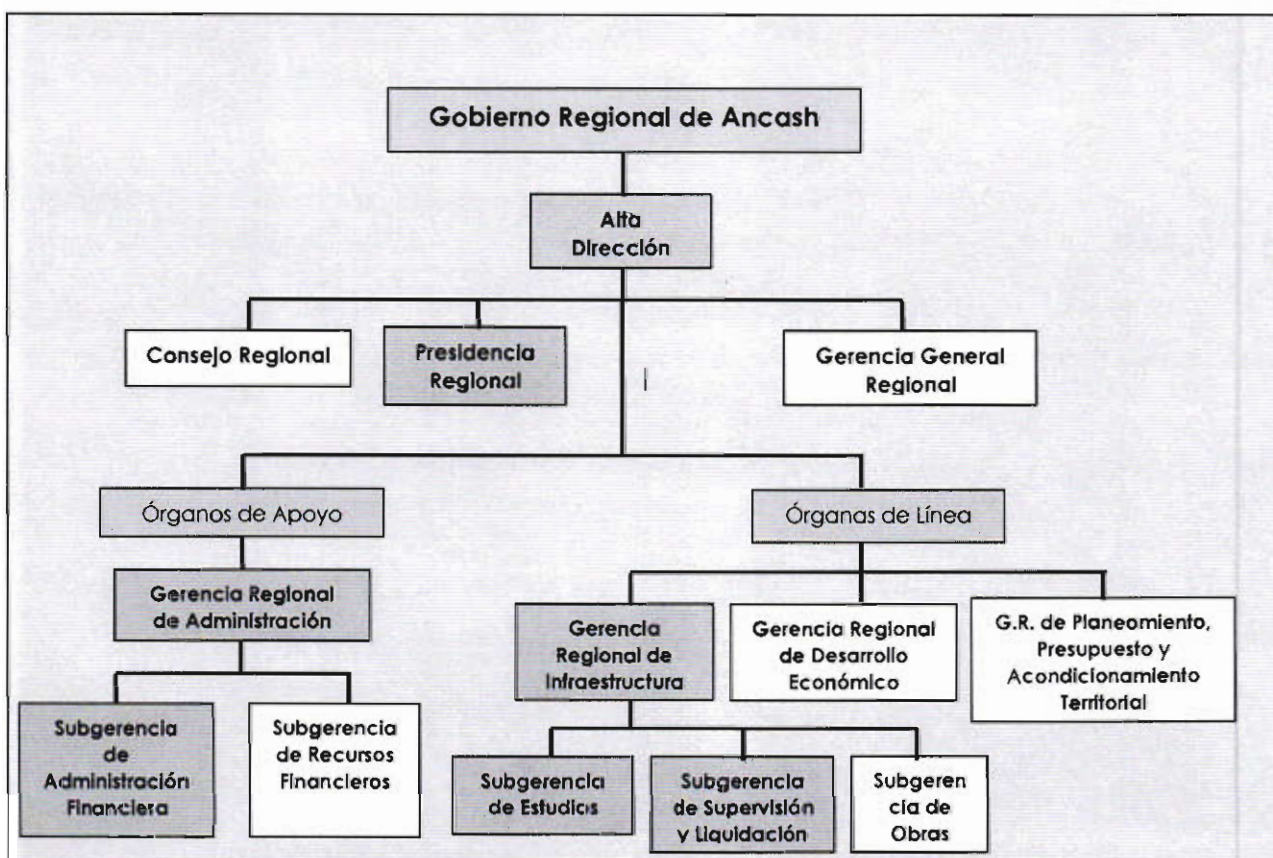 Gobierno Regional de Ancash
Alta
Dirección
Consejo Regional
Presidencia
Regional
Gerencia General
Regional
Órganos de Apoyo
Órganas de Línea
Gerencia Regional
de Administración
Gerencia
Regional de
Infraestructura
Gerencia Regional
de Desarrollo
Económico
G.R. de Planeomiento,
Presupuesto y
Acondicionamiento
Territorial
Subgerencia
de
Administración
Financiera
Subgerencia
de Recursos
Financieros
Subgerencia
de Estudios
Subgerencia
de Supervisión
y Liquidación
Subgeren
cia de
Obras